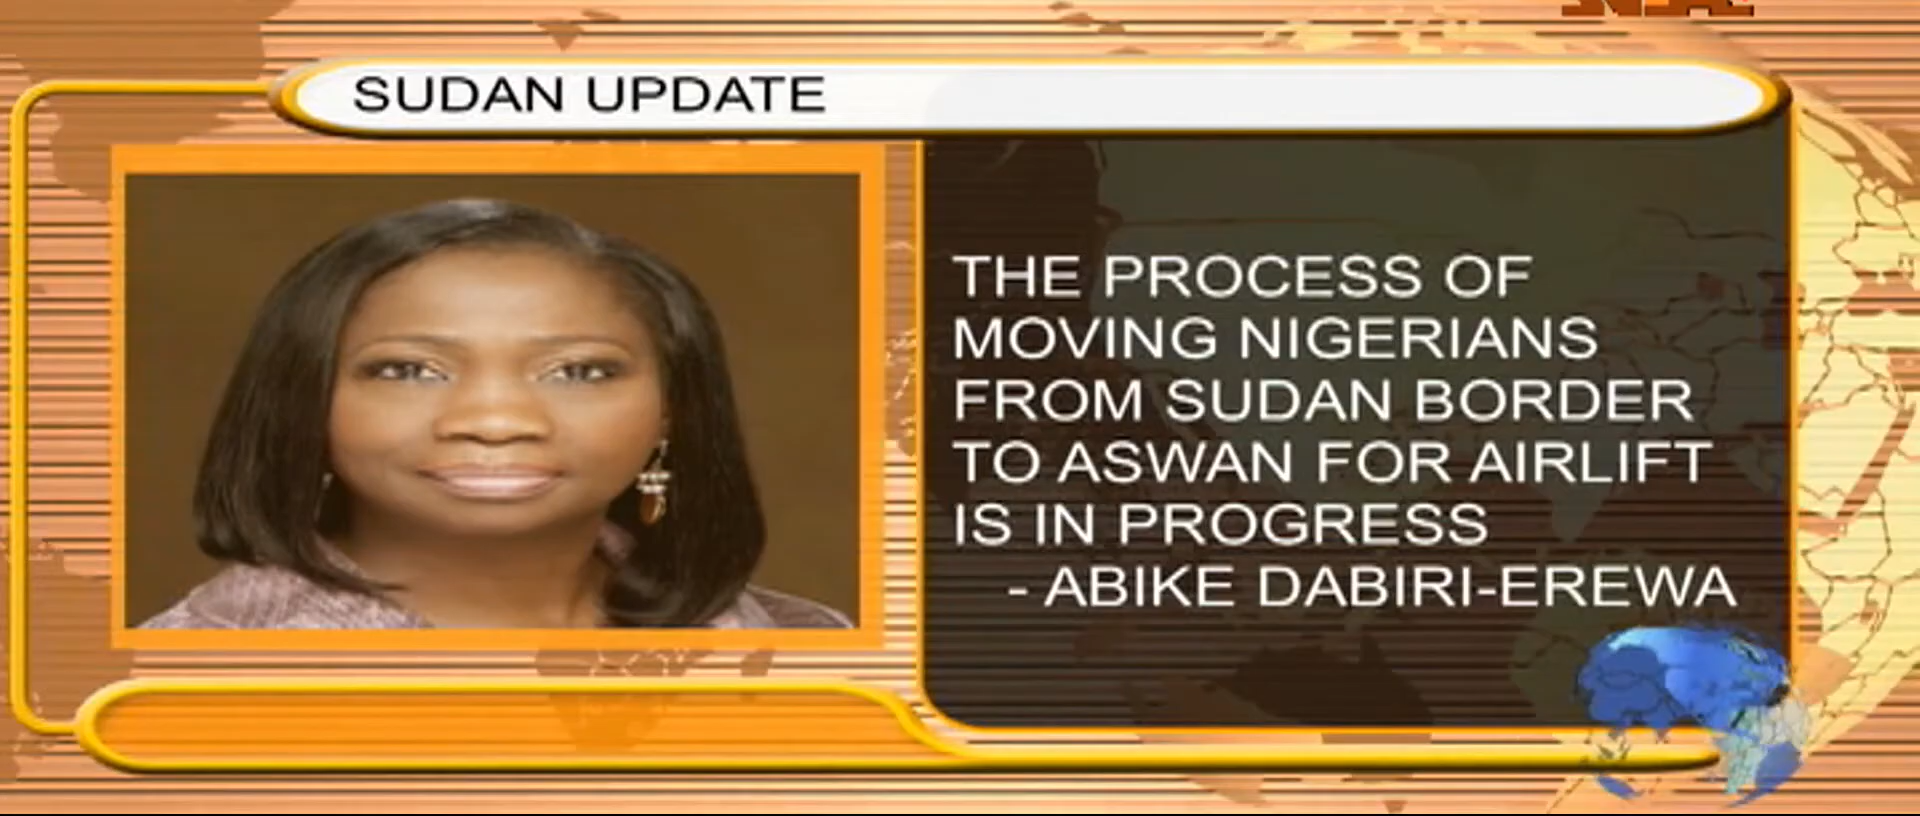 SUDAN UPDATE
THE PROCESS OF
MOVING NIGERIANS
FROM SUDAN BORDER
TO ASWAN FOR AIRLIFT
IS IN PROGRESS
- ABIKE DABIRI-EREWA